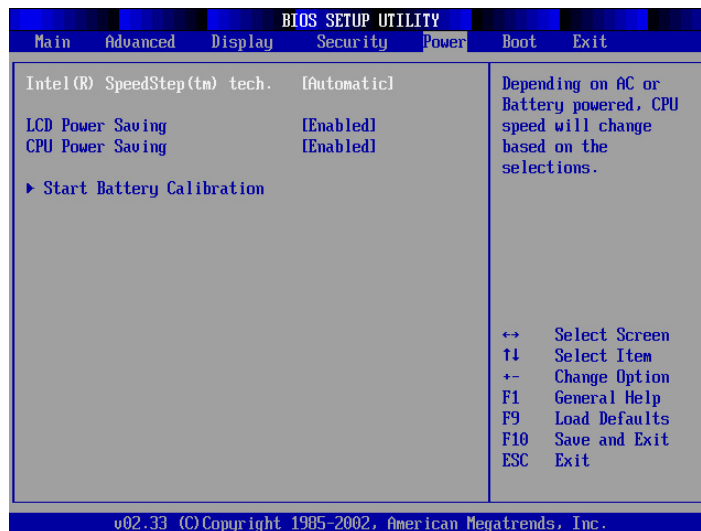 BIOS SETUP UTILITY
Main Advanced Display Security Power Boot Exit
Intel(R) SpeedStep(tm) tech. [Automatic]
LCD Power Saving [Enabled]
CPU Power Saving [Enabled]
▶ Start Battery Calibration
Depending on AC or
Battery powered, CPU
speed will change
based on the
selections.
↔ Select Screen
↑↓ Select Item
+- Change Option
F1 General Help
F9 Load Defaults
F10 Save and Exit
ESC Exit
v02.33 (C)Copyright 1985-2002, American Megatrends, Inc.